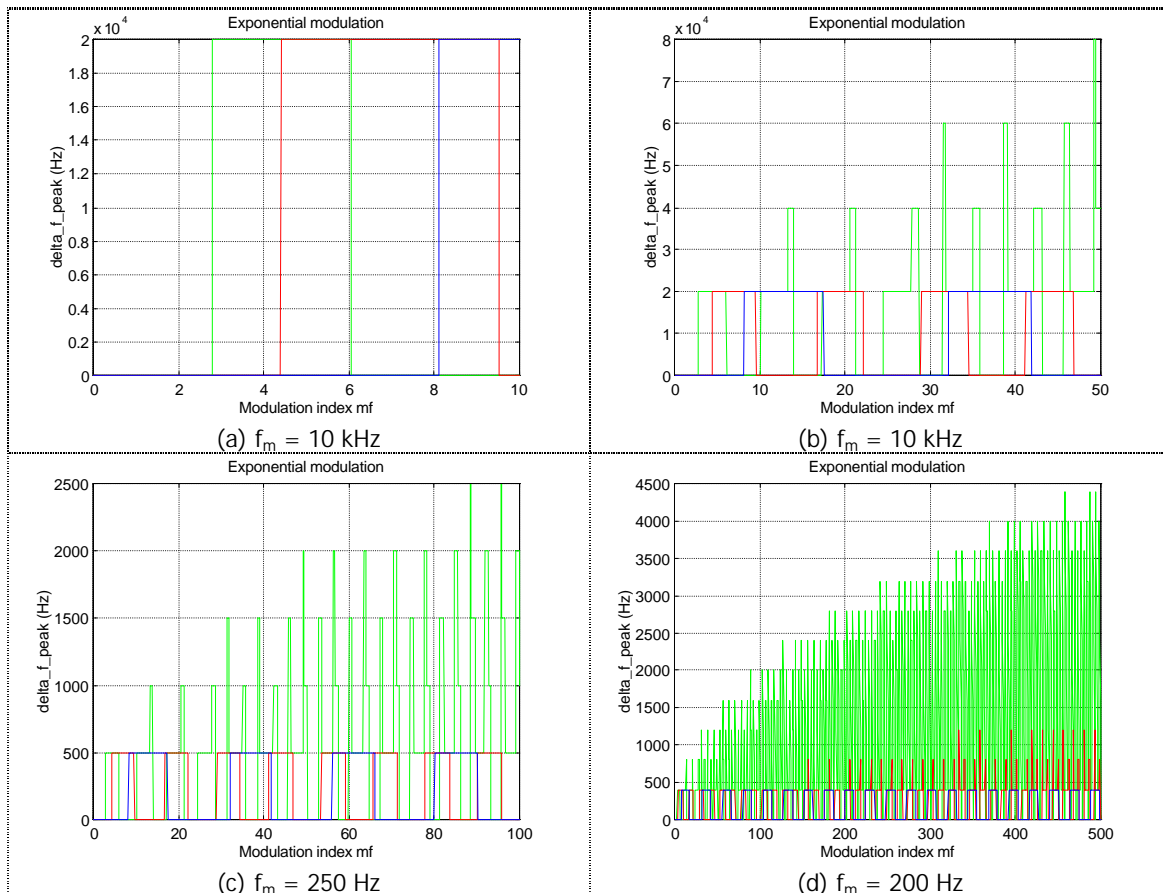 Exponential modulation
x 10^4
2
1.8
1.6
1.4
1.2
1
0.8
0.6
0.4
0.2
0
delta_f_peak (Hz)
0 2 4 6 8 10
Modulation index mf
(a) f_m = 10 kHz
Exponential modulation
x 10^4
8
7
6
5
4
3
2
1
0
delta_f_peak (Hz)
0 10 20 30 40 50
Modulation index mf
(b) f_m = 10 kHz
Exponential modulation
2500
2000
1500
1000
500
0
delta_f_peak (Hz)
0 20 40 60 80 100
Modulation index mf
(c) f_m = 250 Hz
Exponential modulation
4500
4000
3500
3000
2500
2000
1500
1000
500
0
delta_f_peak (Hz)
0 100 200 300 400 500
Modulation index mf
(d) f_m = 200 Hz